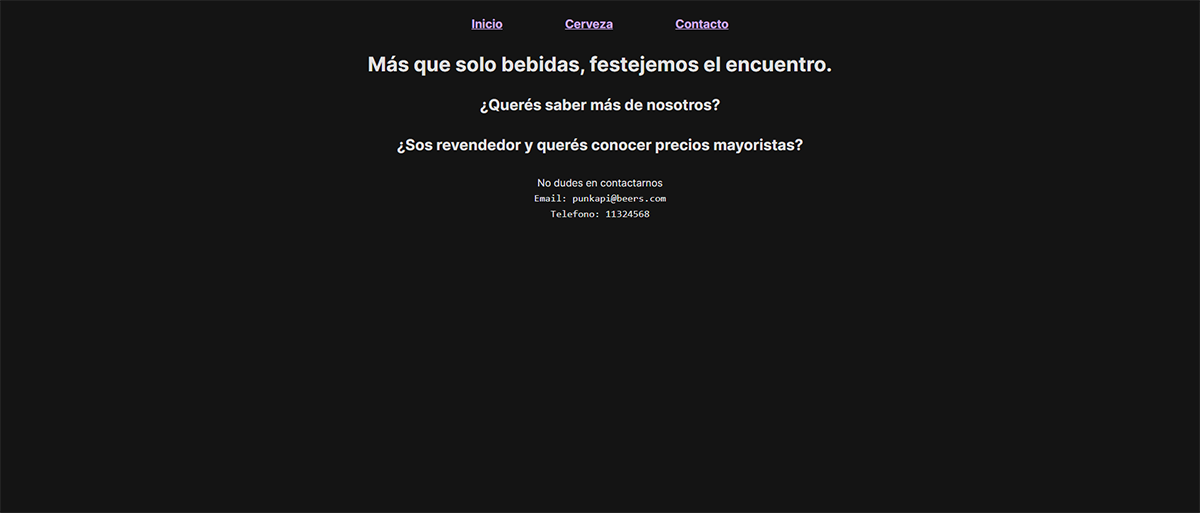 Inicio Cerveza Contacto
Más que solo bebidas, festejemos el encuentro.
¿Querés saber más de nosotros?
¿Sos revendedor y querés conocer precios mayoristas?
No dudes en contactarnos
Email: punkapi@beers.com
Telefono: 11324568